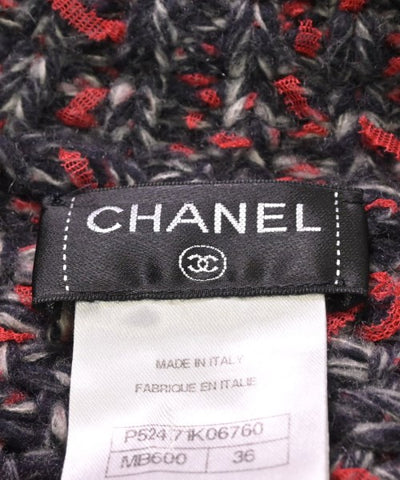 CHANEL
MADE IN ITALY
FABRIQUE EN ITALIE
P52471K06760
MB600 36